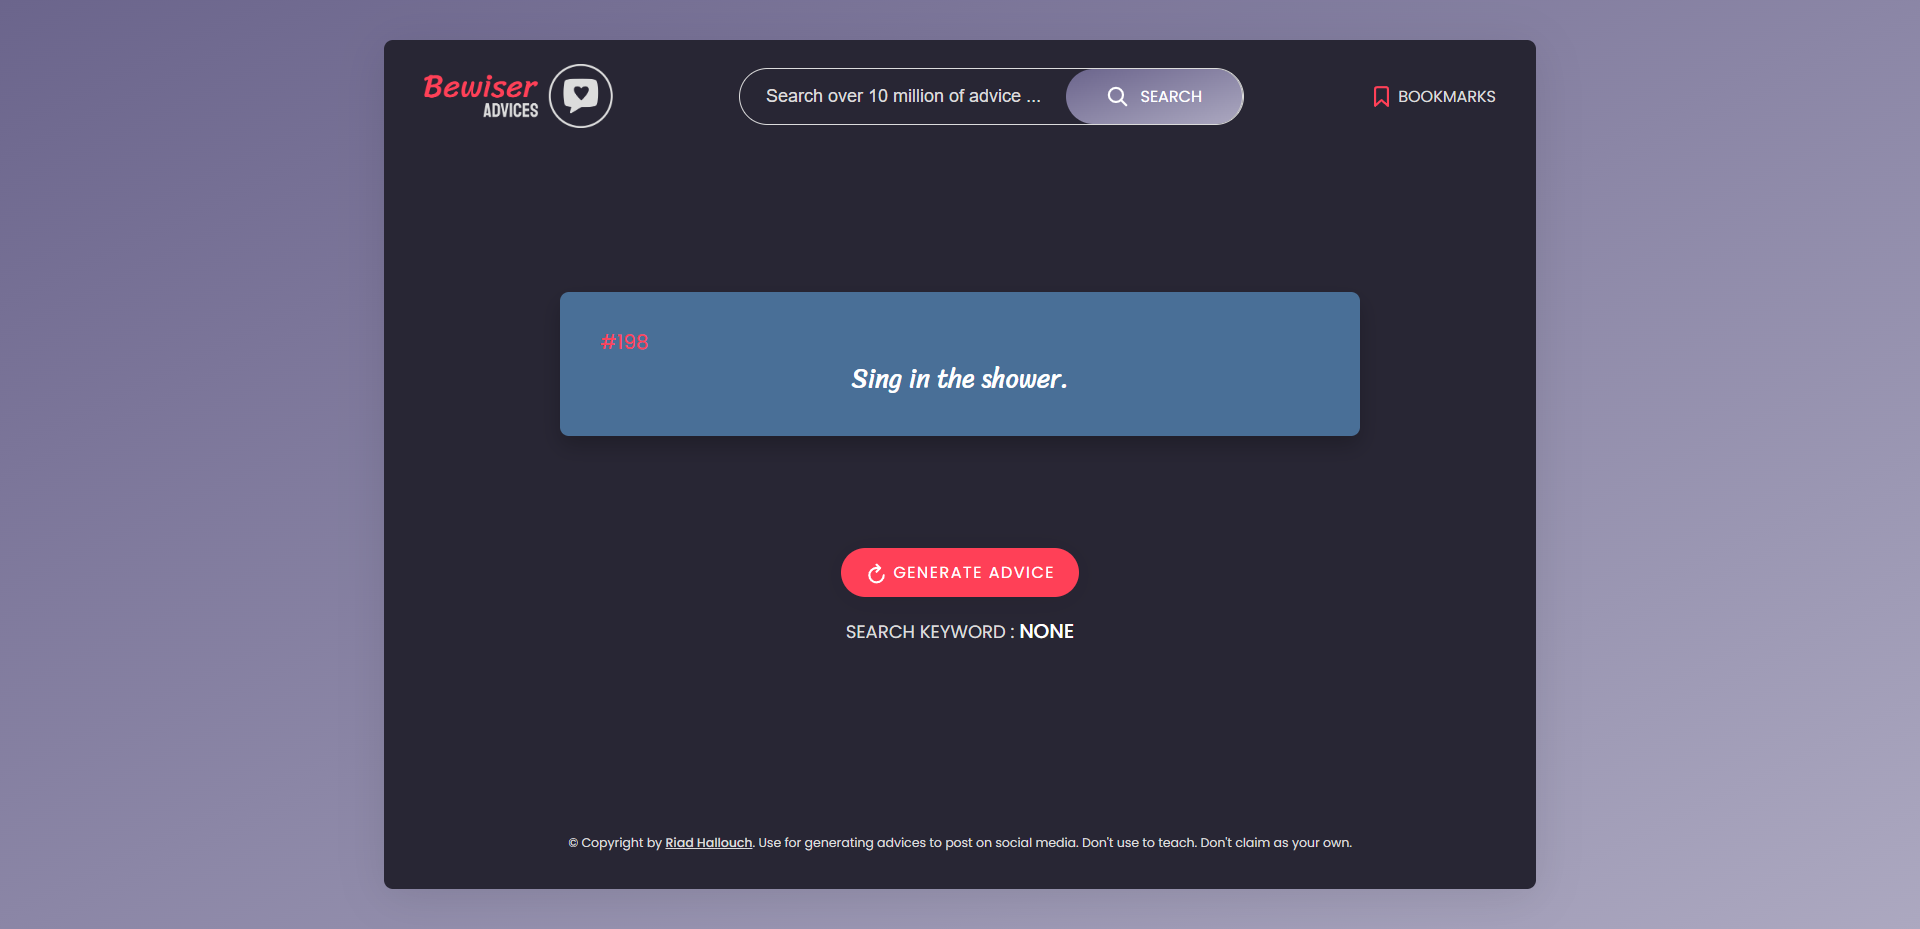 Bewiser
ADVICES
Search over 10 million of advice ...
SEARCH
BOOKMARKS
#198
Sing in the shower.
GENERATE ADVICE
SEARCH KEYWORD : NONE
© Copyright by Riad Hallouch. Use for generating advices to post on social media. Don't use to teach. Don't claim as your own.